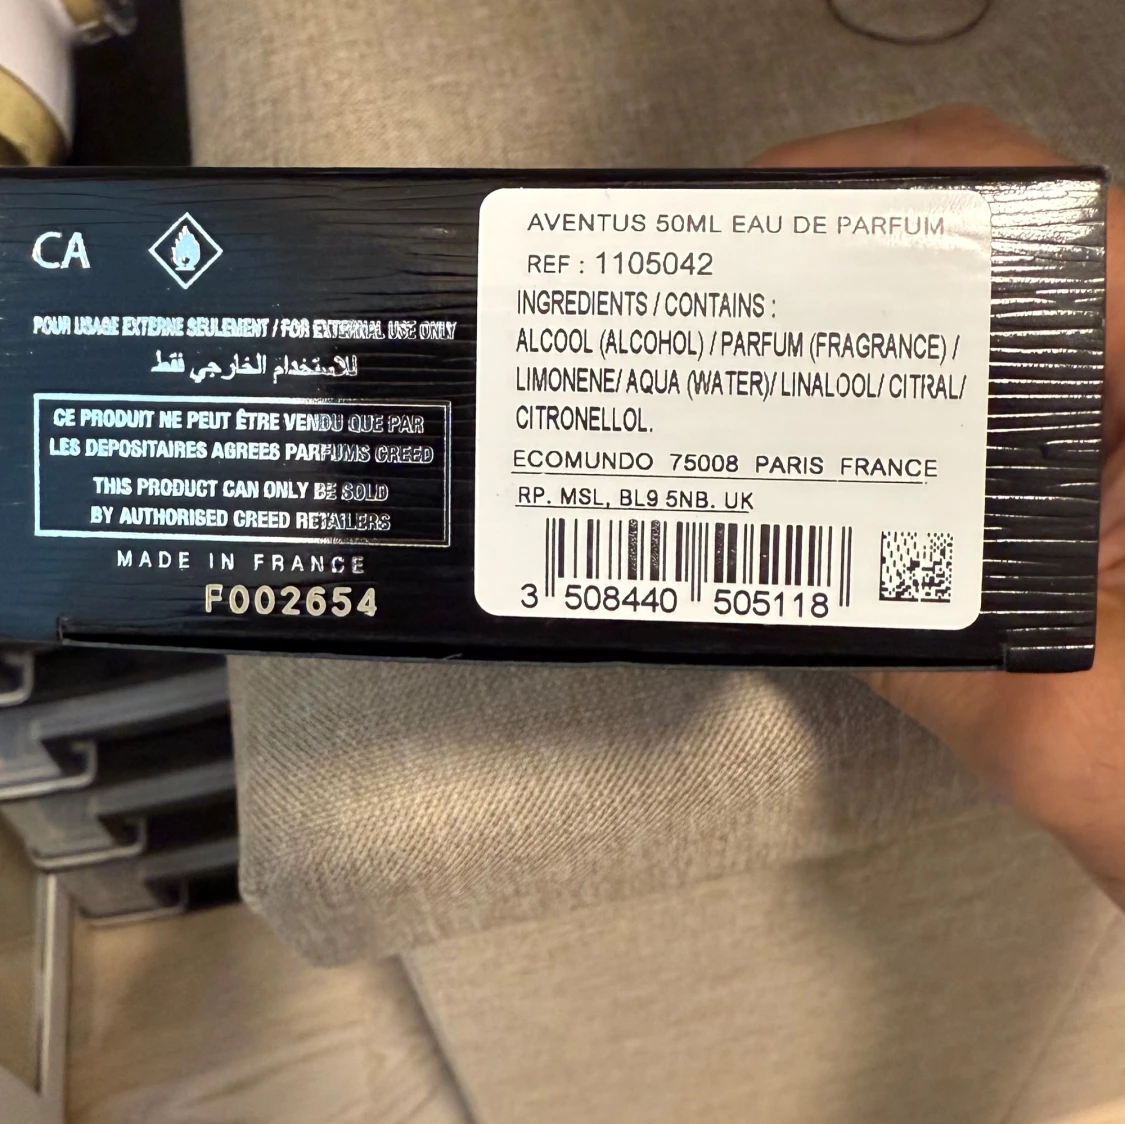 CA
POUR USAGE EXTERNE SEULEMENT / FOR EXTERNAL USE ONLY
للاستخدام الخارجي فقط
CE PRODUIT NE PEUT ÊTRE VENDU QUE PAR
LES DEPOSITAIRES AGREES PARFUMS CREED
THIS PRODUCT CAN ONLY BE SOLD
BY AUTHORISED CREED RETAILERS
MADE IN FRANCE
F002654
AVENTUS 50ML EAU DE PARFUM
REF : 1105042
INGREDIENTS / CONTAINS :
ALCOOL (ALCOHOL) / PARFUM (FRAGRANCE) /
LIMONENE/ AQUA (WATER)/ LINALOOL/ CITRAL/
CITRONELLOL.
ECOMUNDO 75008 PARIS FRANCE
RP. MSL, BL9 5NB. UK
3 508440 505118